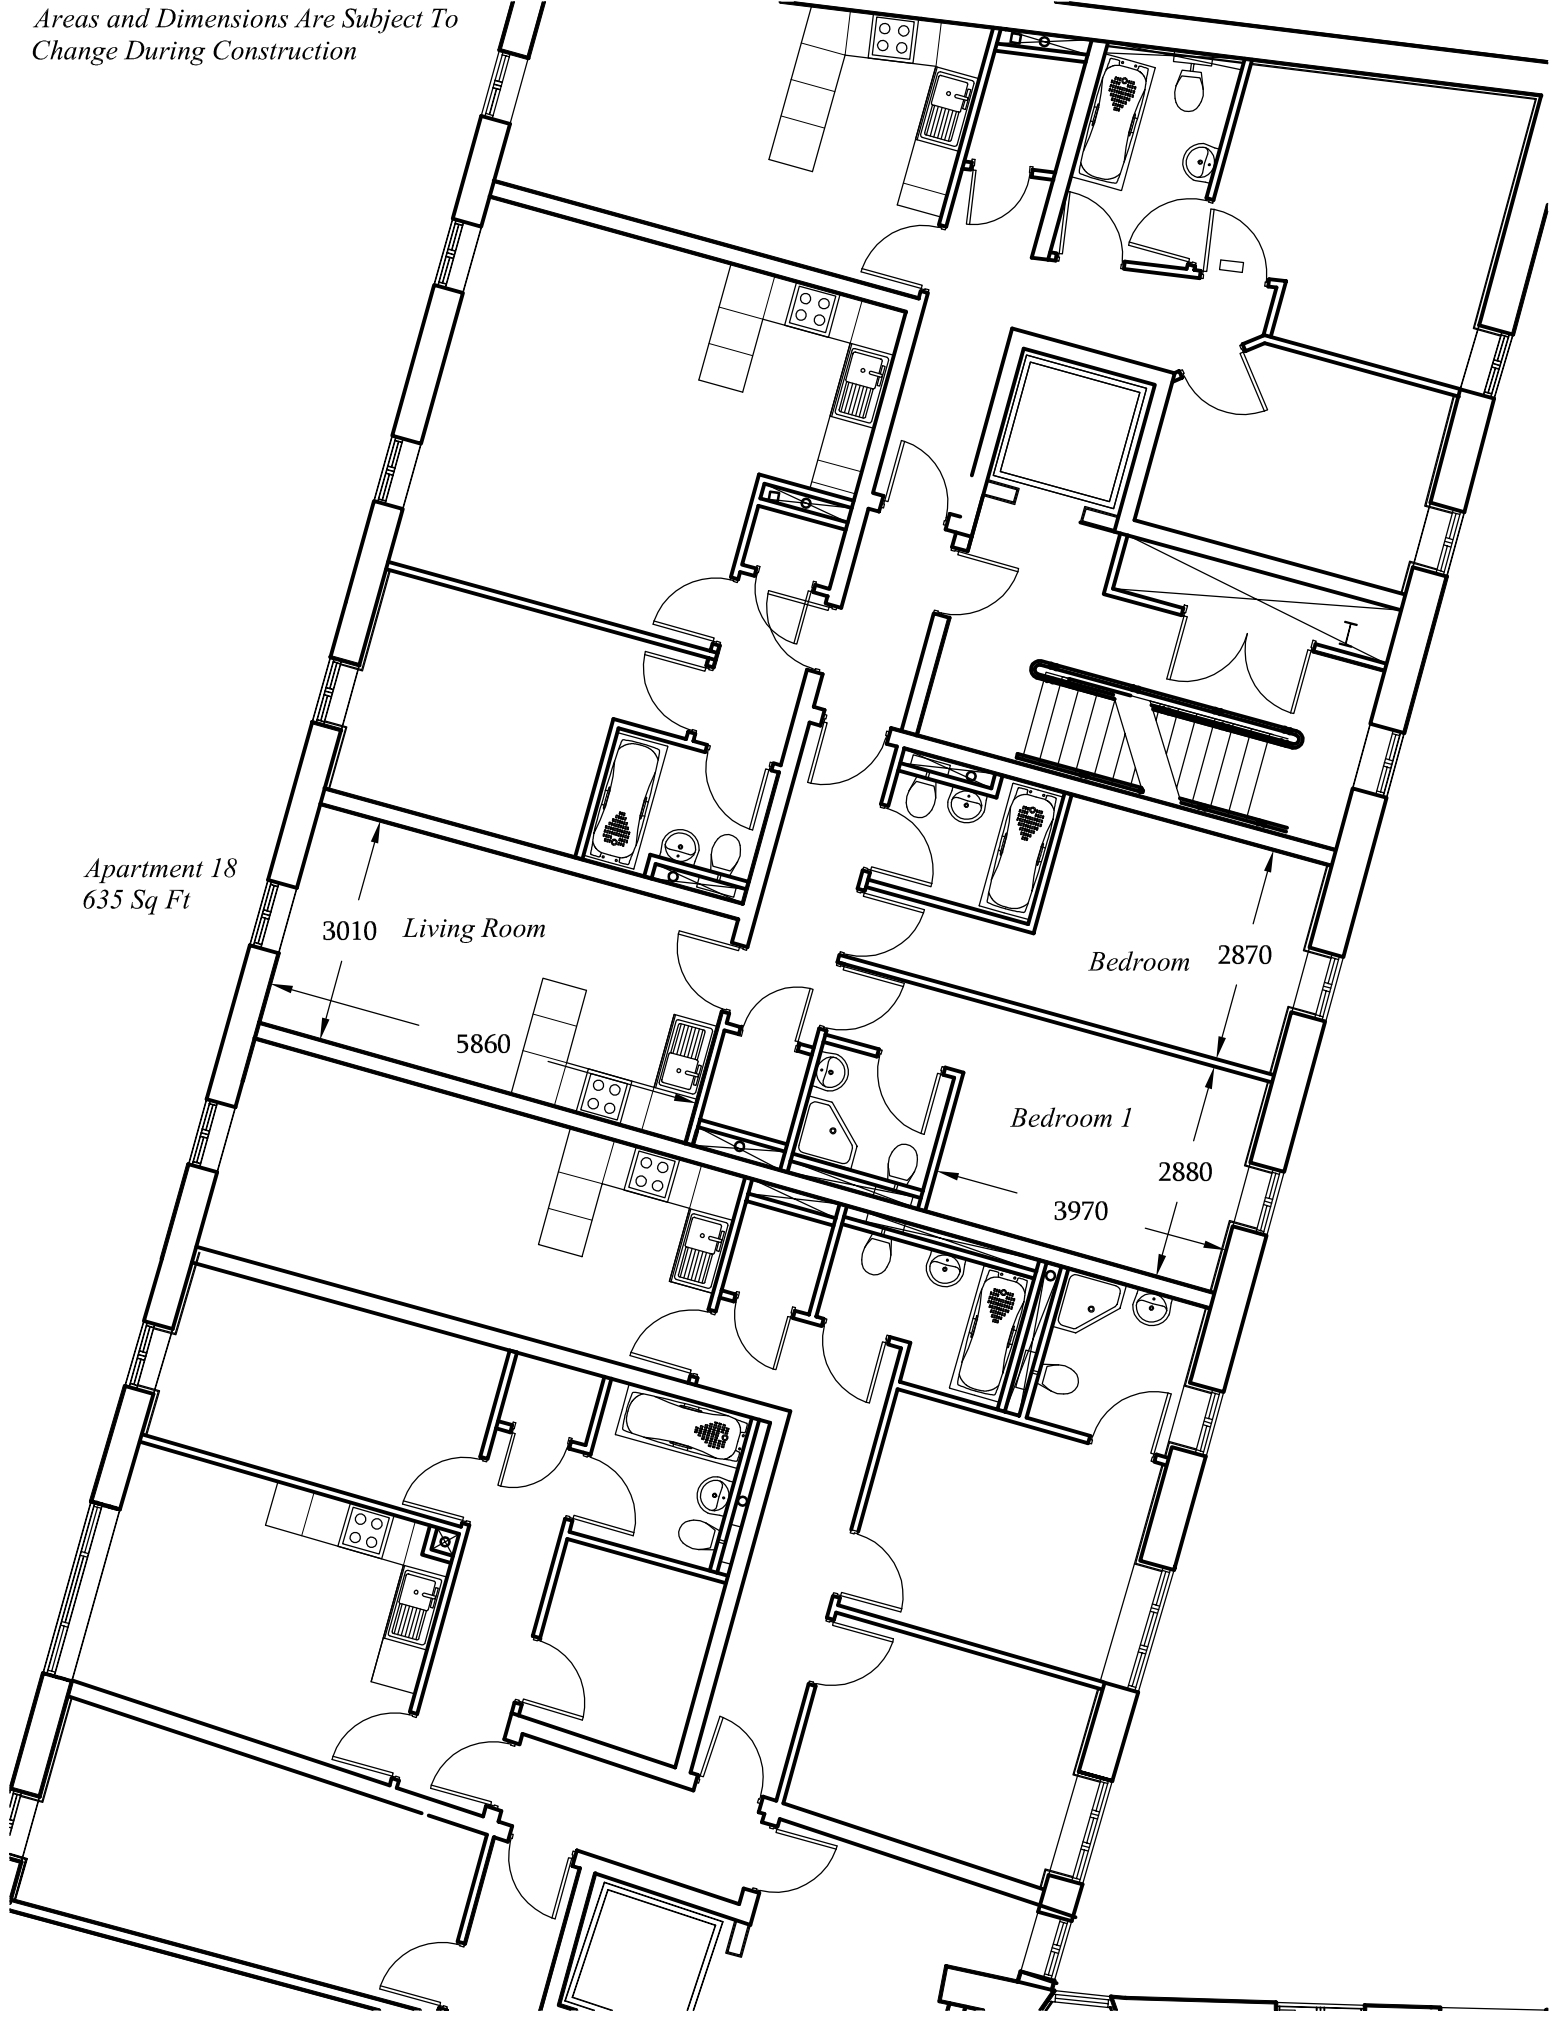 Areas and Dimensions Are Subject To
Change During Construction
Apartment 18
635 Sq Ft
3010
Living Room
5860
Bedroom
2870
Bedroom 1
2880
3970